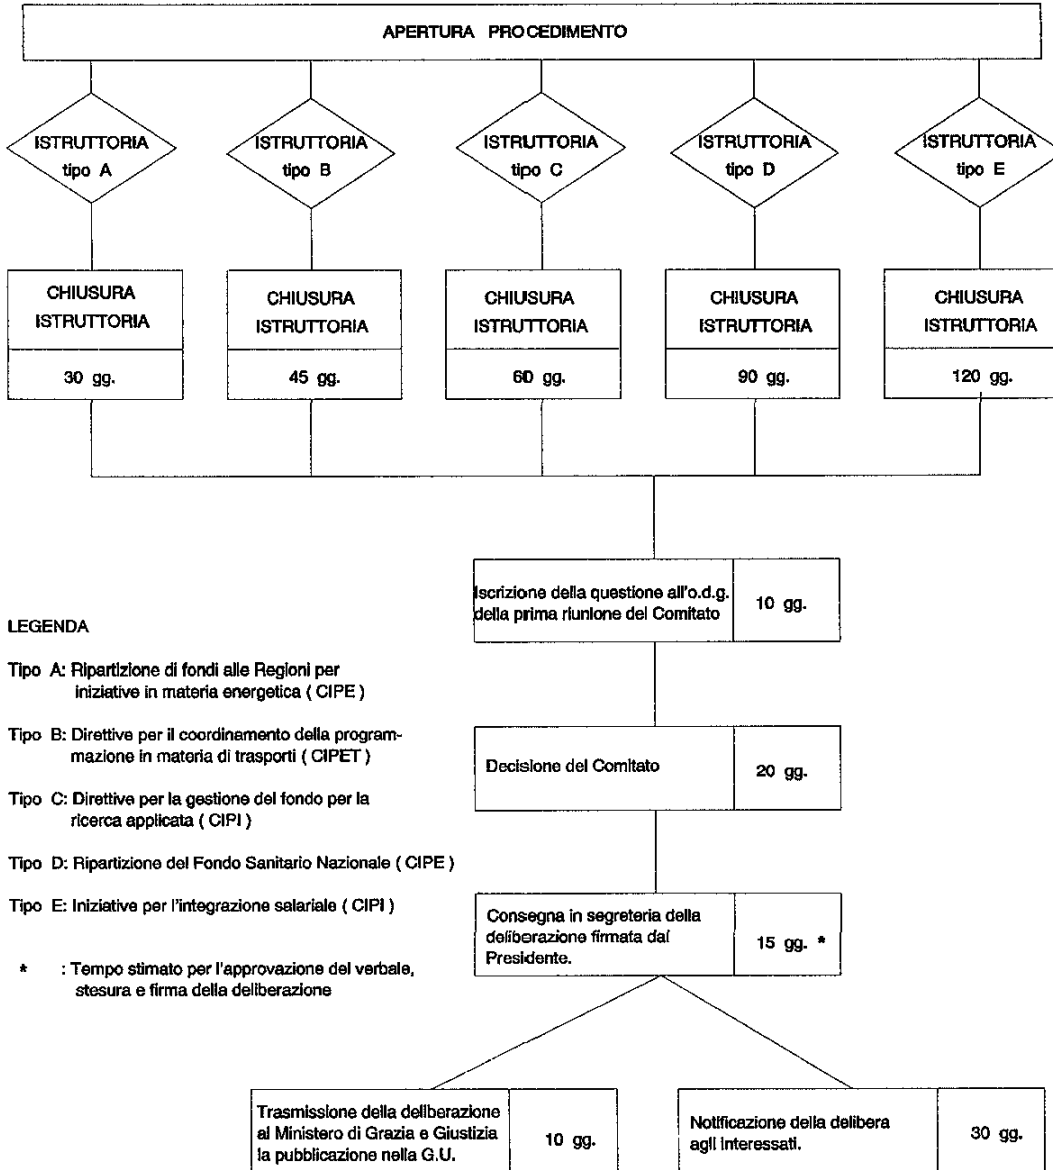 APERTURA PROCEDIMENTO
ISTRUTTORIA
tipo A
ISTRUTTORIA
tipo B
ISTRUTTORIA
tipo C
ISTRUTTORIA
tipo D
ISTRUTTORIA
tipo E
CHIUSURA
ISTRUTTORIA
30 gg.
CHIUSURA
ISTRUTTORIA
45 gg.
CHIUSURA
ISTRUTTORIA
60 gg.
CHIUSURA
ISTRUTTORIA
90 gg.
CHIUSURA
ISTRUTTORIA
120 gg.
Iscrizione della questione all'o.d.g.
della prima riunione del Comitato
10 gg.
LEGENDA
Tipo A: Ripartizione di fondi alle Regioni per
iniziative in materia energetica ( CIPE )
Tipo B: Direttive per il coordinamento della program-
mazione in materia di trasporti ( CIPET )
Tipo C: Direttive per la gestione del fondo per la
ricerca applicata ( CIPI )
Tipo D: Ripartizione del Fondo Sanitario Nazionale ( CIPE )
Tipo E: Iniziative per l'integrazione salariale ( CIPI )
* : Tempo stimato per l'approvazione del verbale,
stesura e firma della deliberazione
Decisione del Comitato
20 gg.
Consegna in segreteria della
deliberazione firmata dal
Presidente.
15 gg. *
Trasmissione della deliberazione
al Ministero di Grazia e Giustizia
la pubblicazione nella G.U.
10 gg.
Notificazione della delibera
agli interessati.
30 gg.